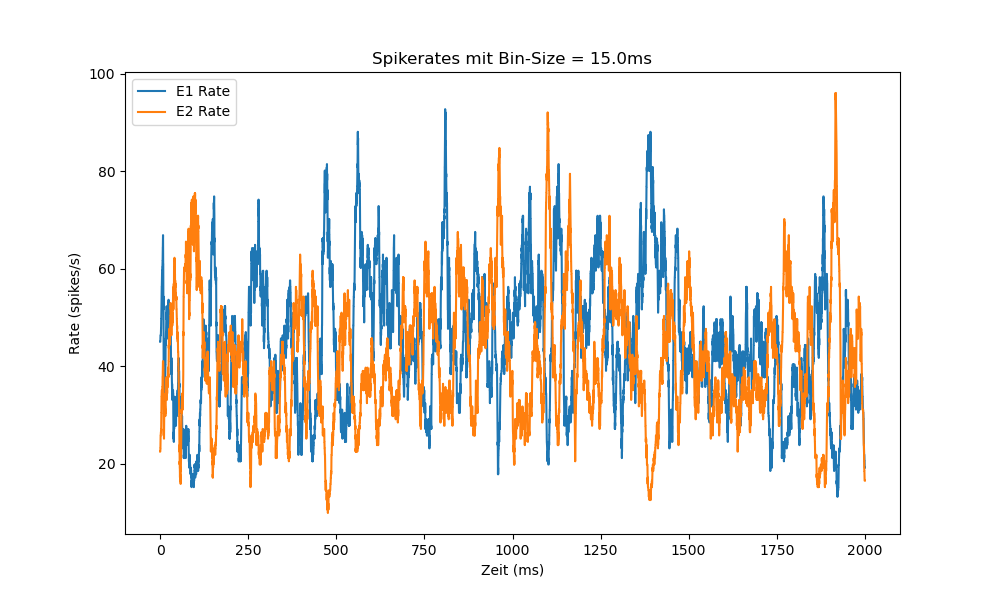 Spikerates mit Bin-Size = 15.0ms
E1 Rate
E2 Rate
Rate (spikes/s)
100
80
60
40
20
0 250 500 750 1000 1250 1500 1750 2000
Zeit (ms)